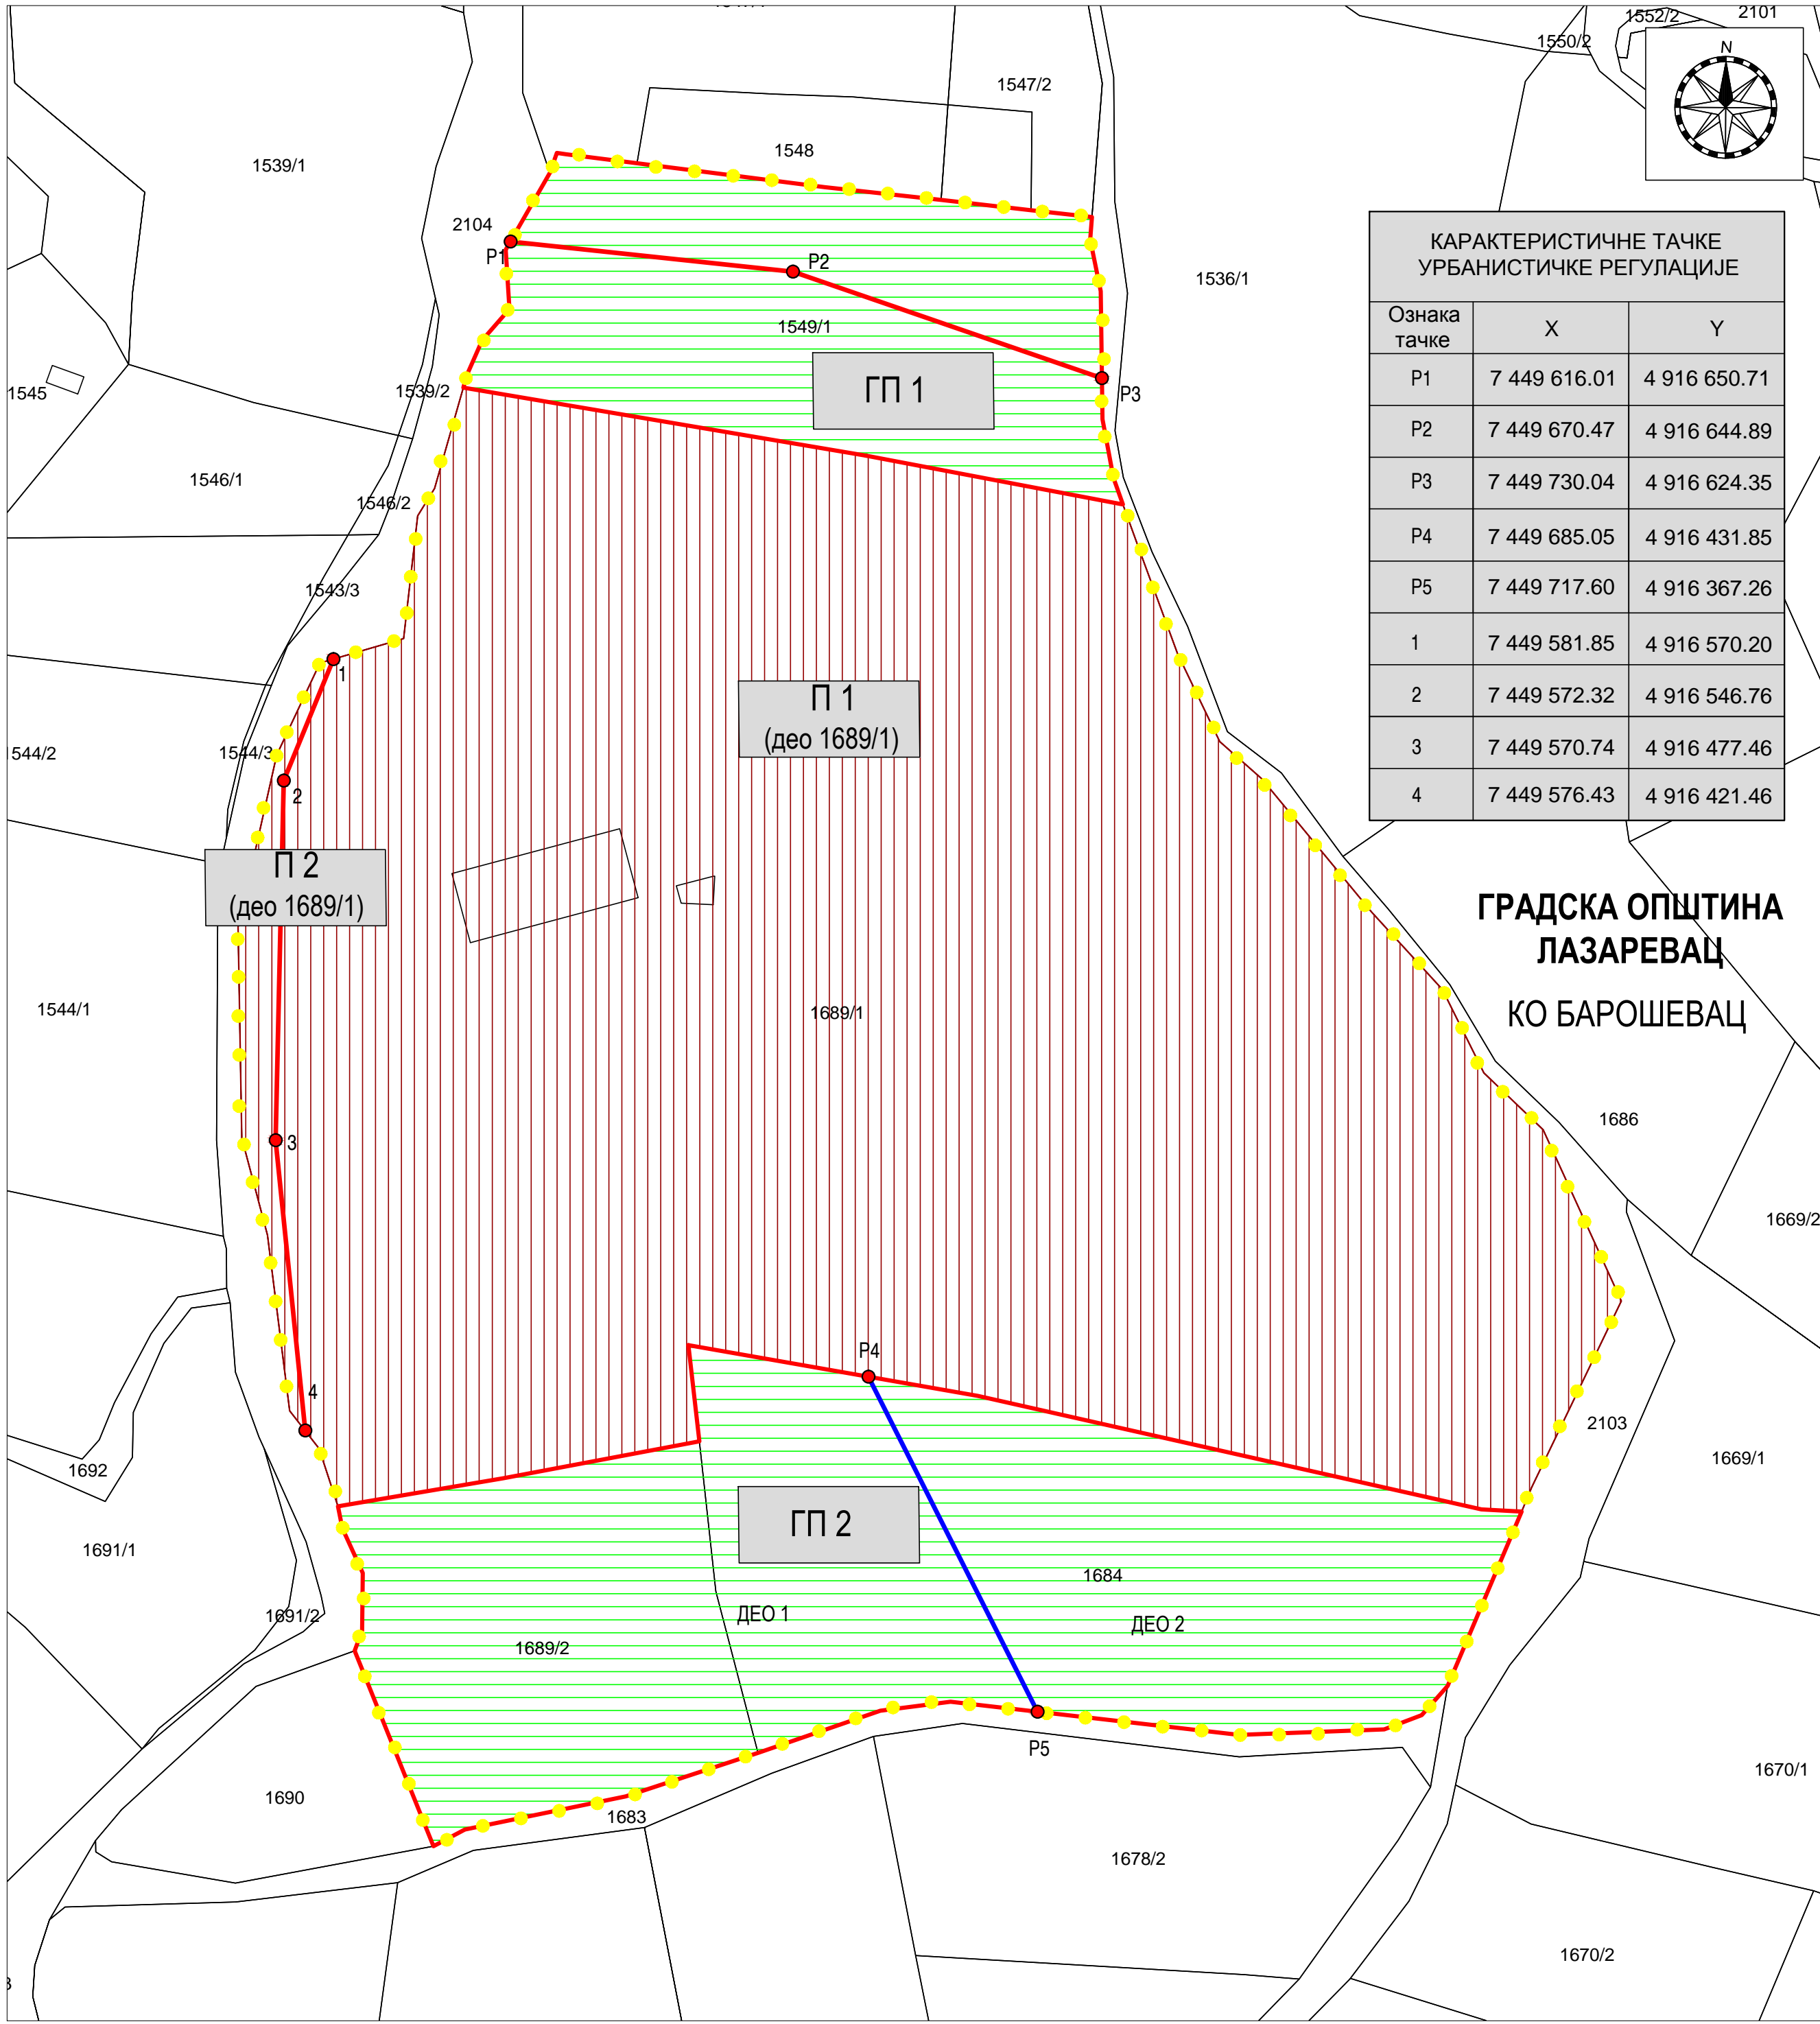 1552/2
2101
1550/2
N
1547/2
1548
1539/1
2104
P1
P2
1536/1
1549/1
ГП 1
P3
1539/2
1545
1546/1
1546/2
1543/3
1
П 1
(део 1689/1)
1544/2
1544/3
2
П 2
(део 1689/1)
1544/1
1689/1
3
4
P4
1692
1691/1
1691/2
ГП 2
1684
ДЕО 1
ДЕО 2
1689/2
P5
1690
1683
1678/2
1670/2
1670/1
1669/1
2103
1669/2
1686
КАРАКТЕРИСТИЧНЕ ТАЧКЕ
УРБАНИСТИЧКЕ РЕГУЛАЦИЈЕ
Ознака
тачке
X
Y
P1 7 449 616.01 4 916 650.71
P2 7 449 670.47 4 916 644.89
P3 7 449 730.04 4 916 624.35
P4 7 449 685.05 4 916 431.85
P5 7 449 717.60 4 916 367.26
1 7 449 581.85 4 916 570.20
2 7 449 572.32 4 916 546.76
3 7 449 570.74 4 916 477.46
4 7 449 576.43 4 916 421.46
ГРАДСКА ОПШТИНА
ЛАЗАРЕВАЦ
КО БАРОШЕВАЦ